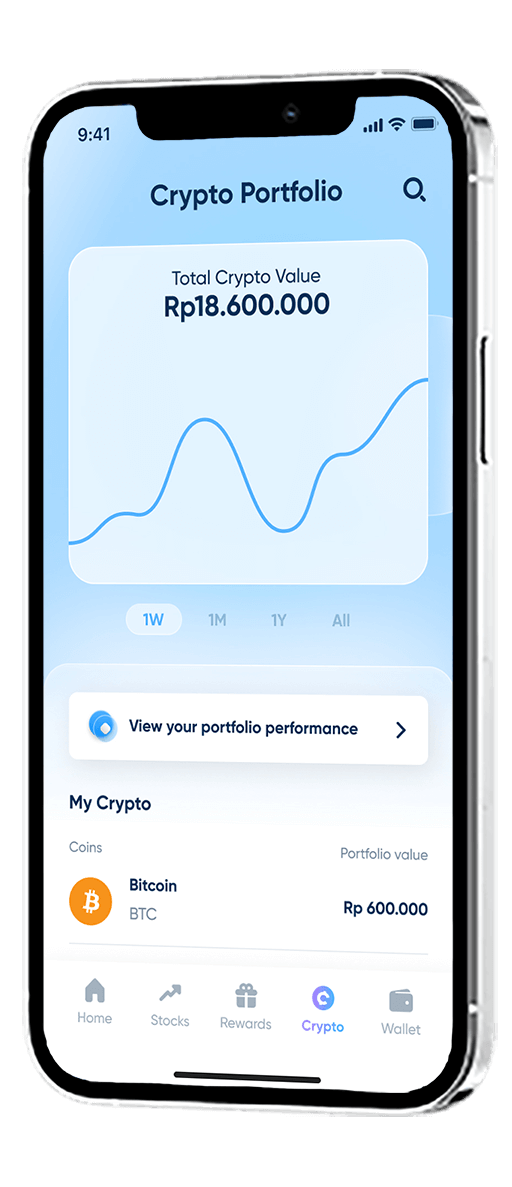 9:41
Crypto Portfolio
Total Crypto Value
Rp18.600.000
1W 1M 1Y All
View your portfolio performance
My Crypto
Coins Portfolio value
Bitcoin
BTC
Rp 600.000
Home Stocks Rewards Crypto Wallet